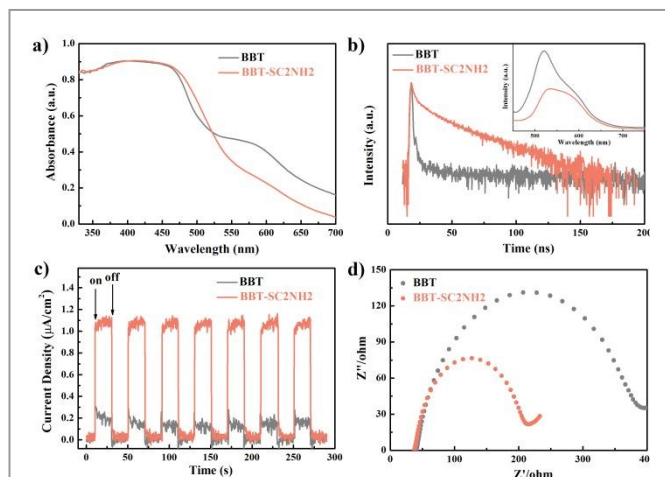 a)
1.0
0.8
0.6
0.4
0.2
0.0
Absorbance (a.u.)
BBT
BBT-SC2NH2
350 400 450 500 550 600 650 700
Wavelength (nm)
b)
Intensity (a.u.)
BBT
BBT-SC2NH2
Intensity (a.u.)
500 600 700
Wavelength (nm)
0 50 100 150 200
Time (ns)
c)
on off
1.4
1.2
1.0
0.8
0.6
0.4
0.2
0.0
Current Density (μA/cm²)
BBT
BBT-SC2NH2
0 50 100 150 200 250 300
Time (s)
d)
150
120
90
60
30
0
Z''/ohm
BBT
BBT-SC2NH2
0 100 200 300 40
Z'/ohm